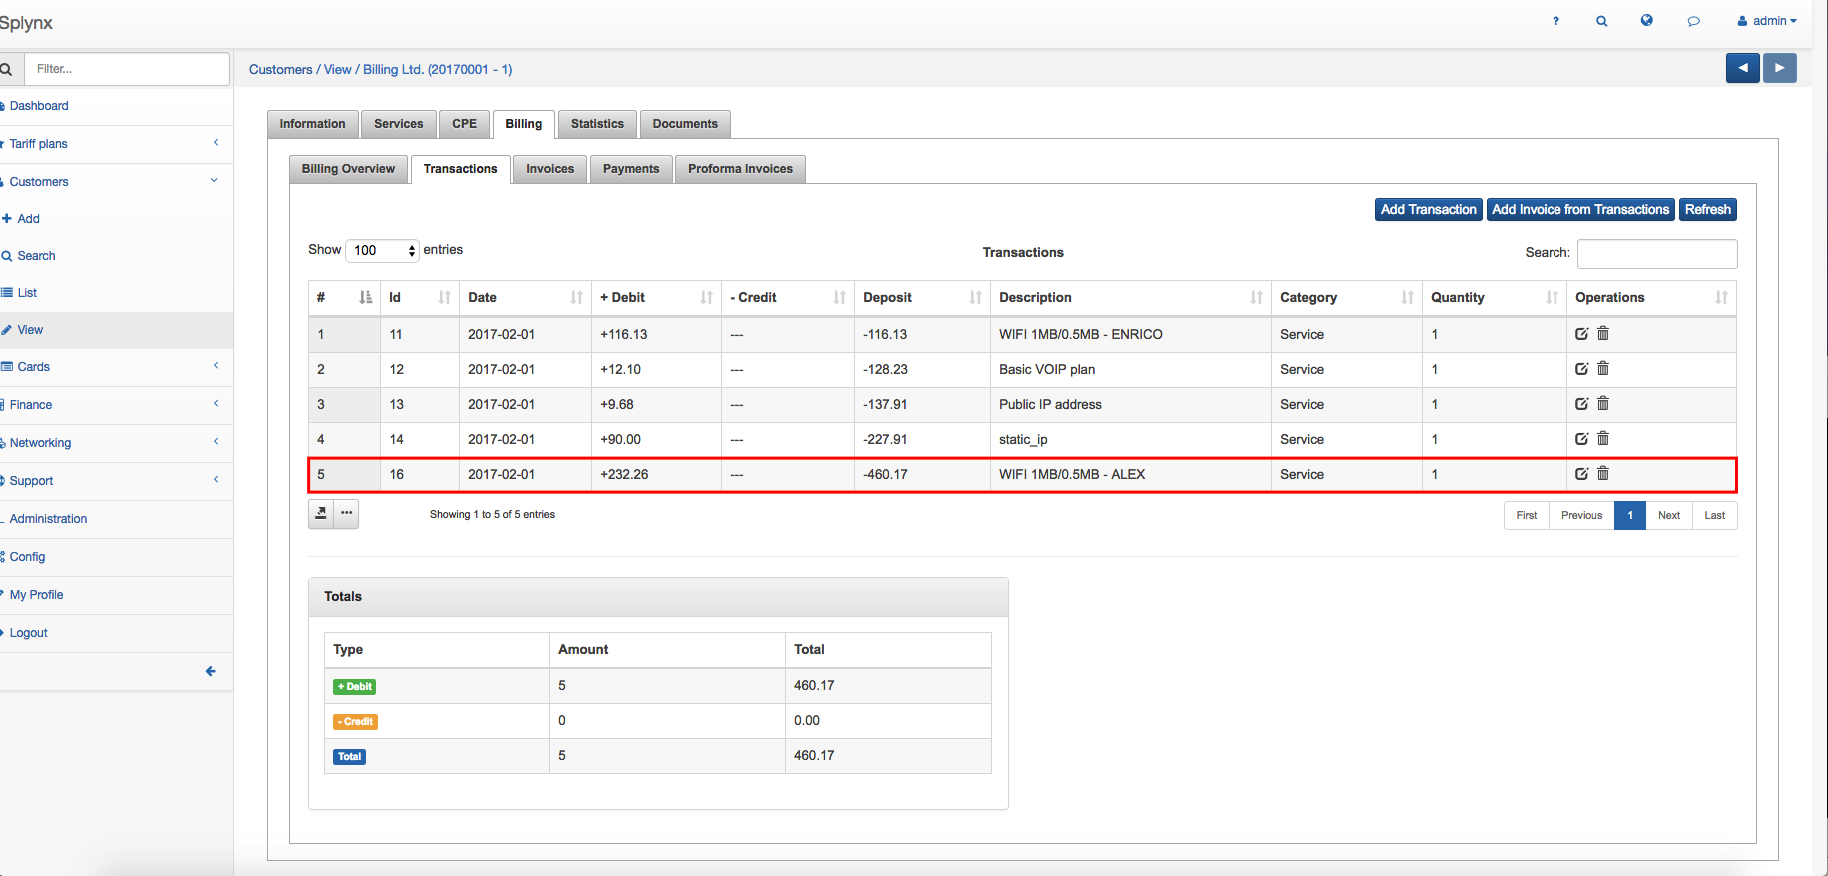 Splynx
? admin
Filter...
Customers / View / Billing Ltd. (20170001 - 1)
Dashboard
Tariff plans
Customers
Add
Search
List
View
Cards
Finance
Networking
Support
Administration
Config
My Profile
Logout
Information Services CPE Billing Statistics Documents
Billing Overview Transactions Invoices Payments Proforma Invoices
Add Transaction Add Invoice from Transactions Refresh
Show 100 entries Transactions Search:
# Id Date + Debit - Credit Deposit Description Category Quantity Operations
1 11 2017-02-01 +116.13 --- -116.13 WIFI 1MB/0.5MB - ENRICO Service 1
2 12 2017-02-01 +12.10 --- -128.23 Basic VOIP plan Service 1
3 13 2017-02-01 +9.68 --- -137.91 Public IP address Service 1
4 14 2017-02-01 +90.00 --- -227.91 static_ip Service 1
5 16 2017-02-01 +232.26 --- -460.17 WIFI 1MB/0.5MB - ALEX Service 1
Showing 1 to 5 of 5 entries First Previous 1 Next Last
Totals
Type Amount Total
+ Debit 5 460.17
- Credit 0 0.00
Total 5 460.17